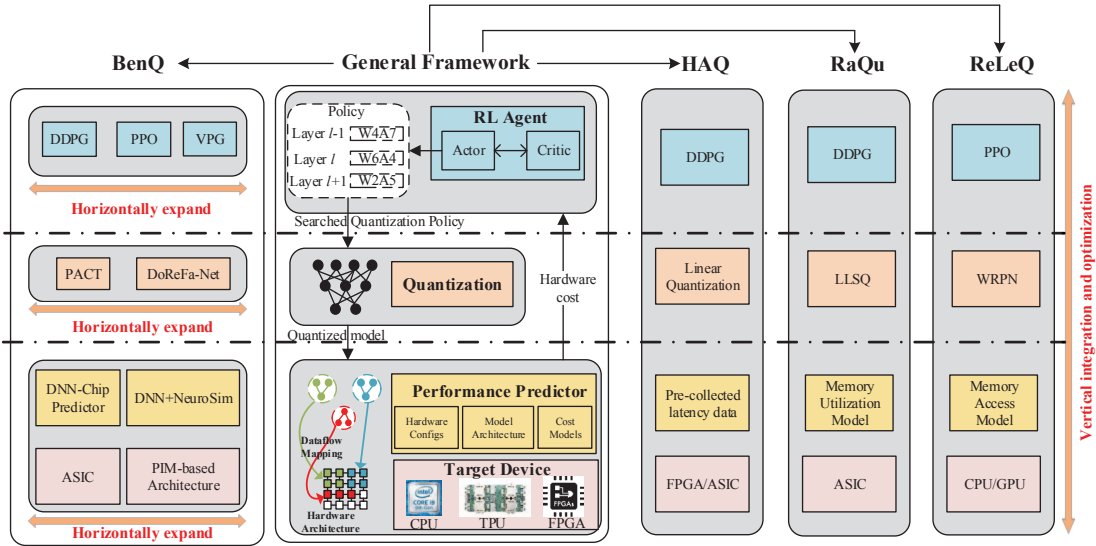 BenQ
General Framework
HAQ
RaQu
ReLeQ
DDPG
PPO
VPG
Horizontally expand
PACT
DoReFa-Net
Horizontally expand
DNN-Chip
Predictor
DNN+NeuroSim
ASIC
PIM-based
Architecture
Horizontally expand
Policy
Layer l-1
W4A7
Layer l
W6A4
Layer l+1
W2A5
RL Agent
Actor
Critic
Searched Quantization Policy
Quantization
Hardware
cost
Quantized model
Performance Predictor
Hardware
Configs
Model
Architecture
Cost
Models
Dataflow
Mapping
Hardware
Architecture
Target Device
intel
CORE i9
CPU
TPU
FPGAs
FPGA
DDPG
Linear
Quantization
Pre-collected
latency data
FPGA/ASIC
DDPG
LLSQ
Memory
Utilization
Model
ASIC
PPO
WRPN
Memory
Access
Model
CPU/GPU
Vertical integration and optimization